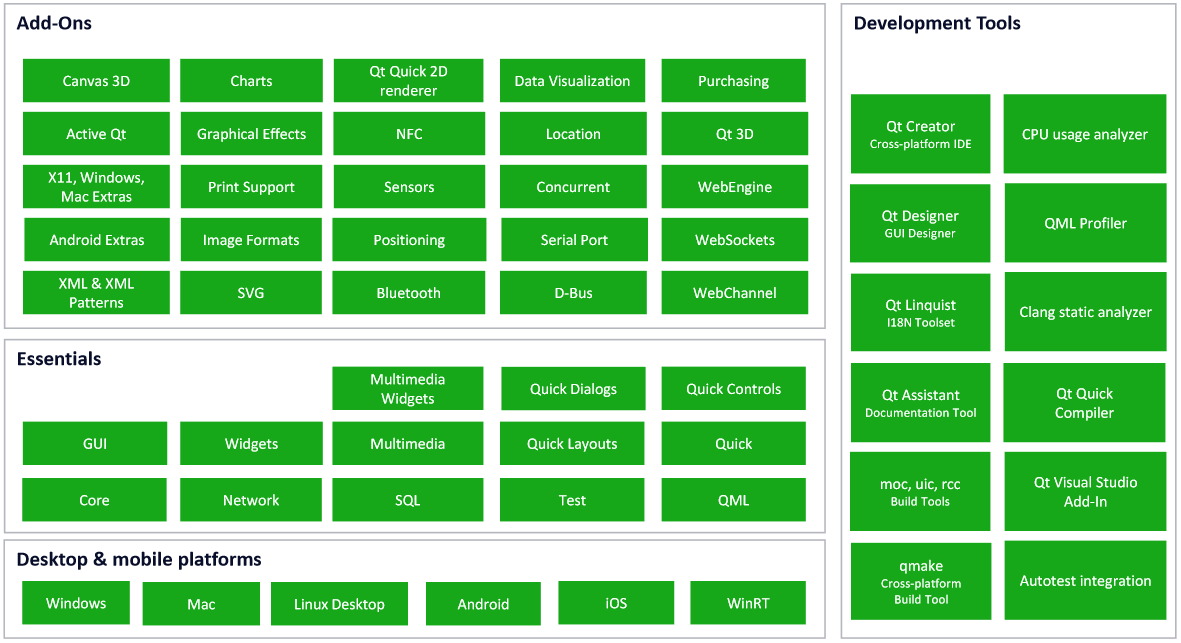 Add-Ons
Canvas 3D
Charts
Qt Quick 2D
renderer
Data Visualization
Purchasing
Active Qt
Graphical Effects
NFC
Location
Qt 3D
X11, Windows,
Mac Extras
Print Support
Sensors
Concurrent
WebEngine
Android Extras
Image Formats
Positioning
Serial Port
WebSockets
XML & XML
Patterns
SVG
Bluetooth
D-Bus
WebChannel
Essentials
Multimedia
Widgets
Quick Dialogs
Quick Controls
GUI
Widgets
Multimedia
Quick Layouts
Quick
Core
Network
SQL
Test
QML
Desktop & mobile platforms
Windows
Mac
Linux Desktop
Android
iOS
WinRT
Development Tools
Qt Creator
Cross-platform IDE
CPU usage analyzer
Qt Designer
GUI Designer
QML Profiler
Qt Linquist
I18N Toolset
Clang static analyzer
Qt Assistant
Documentation Tool
Qt Quick
Compiler
moc, uic, rcc
Build Tools
Qt Visual Studio
Add-In
qmake
Cross-platform
Build Tool
Autotest integration